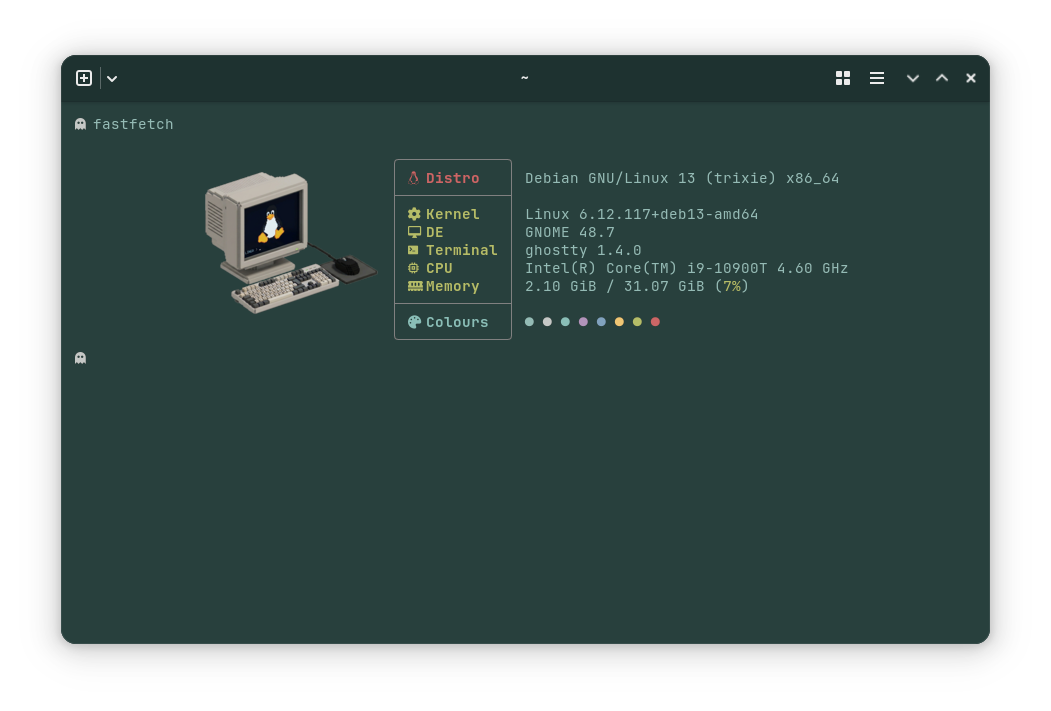 ~
fastfetch
Distro Debian GNU/Linux 13 (trixie) x86_64
Kernel Linux 6.12.117+deb13-amd64
DE GNOME 48.7
Terminal ghostty 1.4.0
CPU Intel(R) Core(TM) i9-10900T 4.60 GHz
Memory 2.10 GiB / 31.07 GiB (7%)
Colours